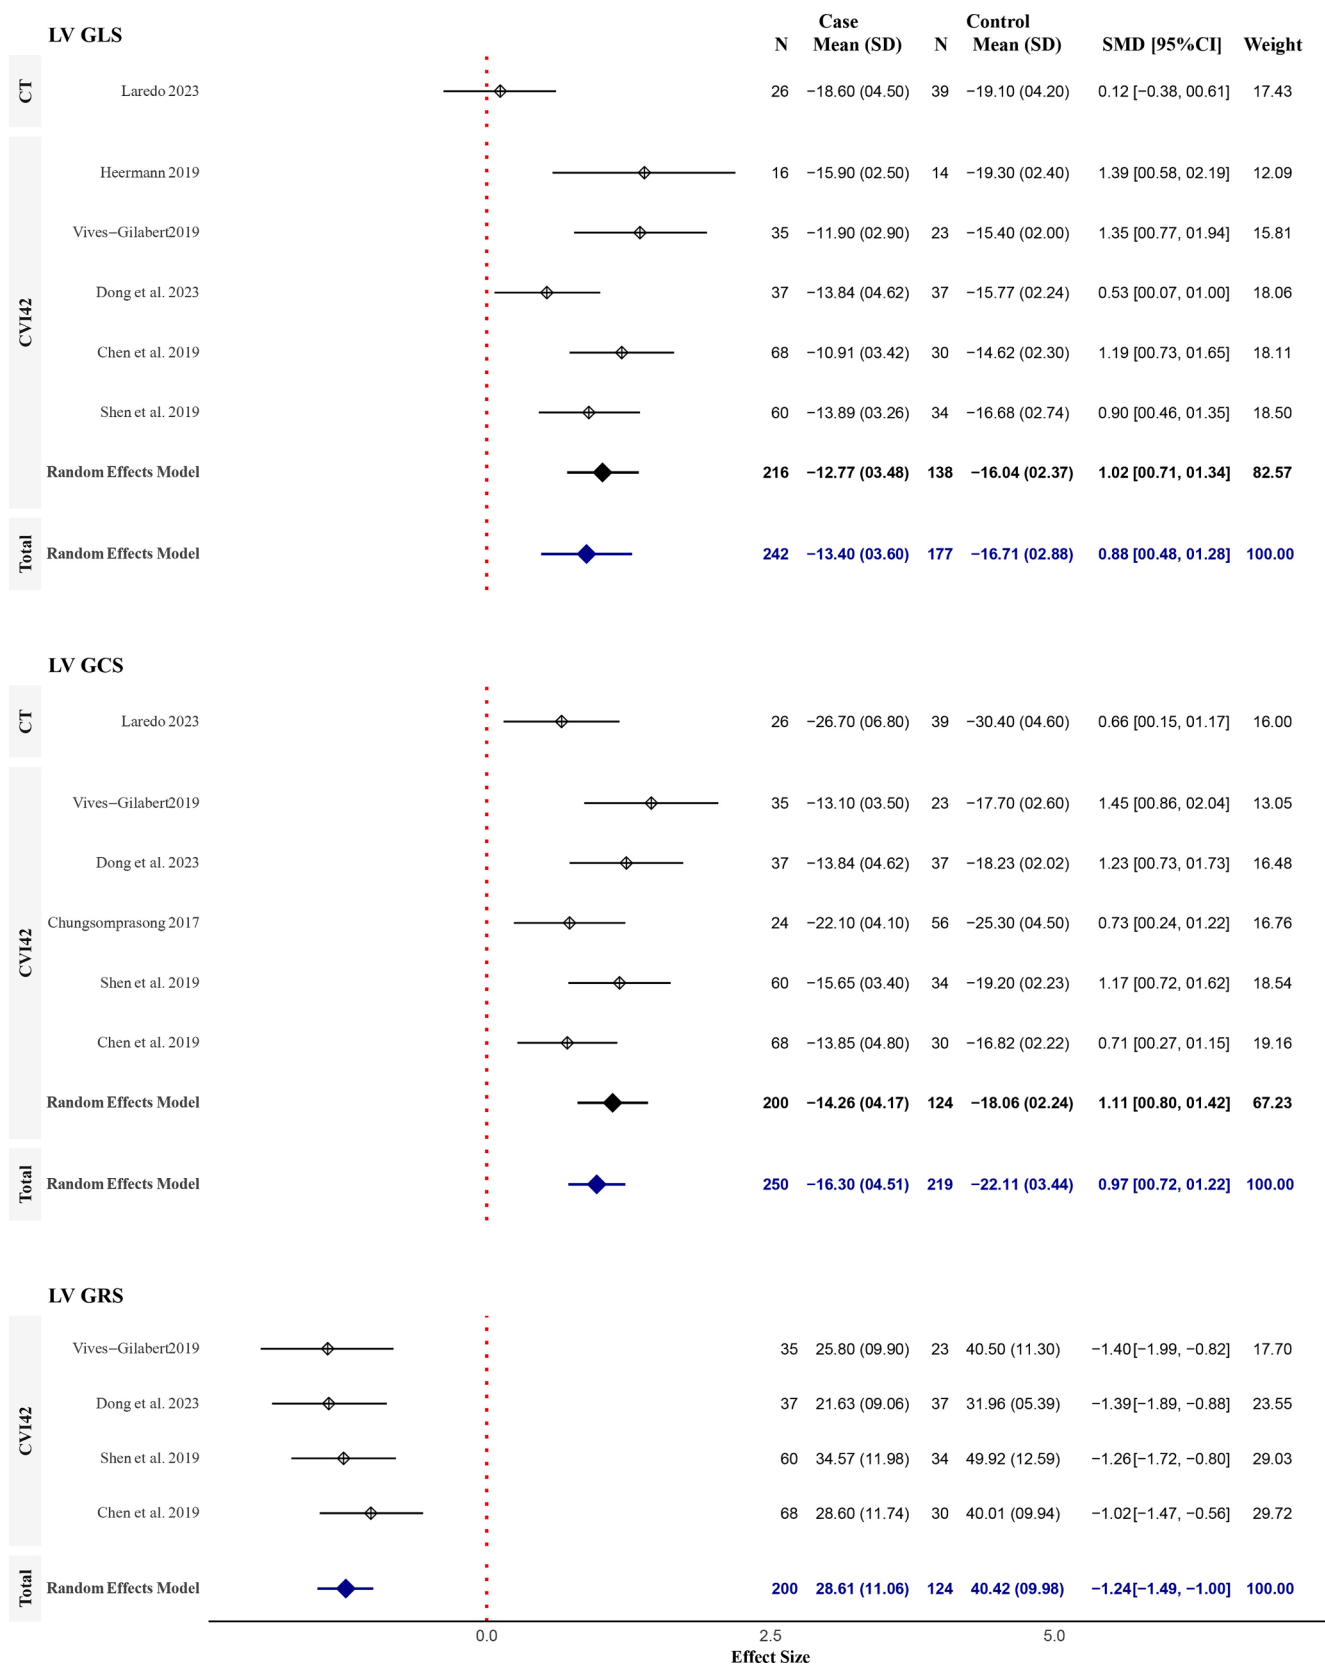 LV GLS
Case Control
N Mean (SD) N Mean (SD) SMD [95%CI] Weight
CT
Laredo 2023 26 −18.60 (04.50) 39 −19.10 (04.20) 0.12 [−0.38, 00.61] 17.43
CVI42
Heermann 2019 16 −15.90 (02.50) 14 −19.30 (02.40) 1.39 [00.58, 02.19] 12.09
Vives−Gilabert2019 35 −11.90 (02.90) 23 −15.40 (02.00) 1.35 [00.77, 01.94] 15.81
Dong et al. 2023 37 −13.84 (04.62) 37 −15.77 (02.24) 0.53 [00.07, 01.00] 18.06
Chen et al. 2019 68 −10.91 (03.42) 30 −14.62 (02.30) 1.19 [00.73, 01.65] 18.11
Shen et al. 2019 60 −13.89 (03.26) 34 −16.68 (02.74) 0.90 [00.46, 01.35] 18.50
Random Effects Model 216 −12.77 (03.48) 138 −16.04 (02.37) 1.02 [00.71, 01.34] 82.57
Total
Random Effects Model 242 −13.40 (03.60) 177 −16.71 (02.88) 0.88 [00.48, 01.28] 100.00
LV GCS
CT
Laredo 2023 26 −26.70 (06.80) 39 −30.40 (04.60) 0.66 [00.15, 01.17] 16.00
CVI42
Vives−Gilabert2019 35 −13.10 (03.50) 23 −17.70 (02.60) 1.45 [00.86, 02.04] 13.05
Dong et al. 2023 37 −13.84 (04.62) 37 −18.23 (02.02) 1.23 [00.73, 01.73] 16.48
Chungsomprasong 2017 24 −22.10 (04.10) 56 −25.30 (04.50) 0.73 [00.24, 01.22] 16.76
Shen et al. 2019 60 −15.65 (03.40) 34 −19.20 (02.23) 1.17 [00.72, 01.62] 18.54
Chen et al. 2019 68 −13.85 (04.80) 30 −16.82 (02.22) 0.71 [00.27, 01.15] 19.16
Random Effects Model 200 −14.26 (04.17) 124 −18.06 (02.24) 1.11 [00.80, 01.42] 67.23
Total
Random Effects Model 250 −16.30 (04.51) 219 −22.11 (03.44) 0.97 [00.72, 01.22] 100.00
LV GRS
CVI42
Vives−Gilabert2019 35 25.80 (09.90) 23 40.50 (11.30) −1.40[−1.99, −0.82] 17.70
Dong et al. 2023 37 21.63 (09.06) 37 31.96 (05.39) −1.39[−1.89, −0.88] 23.55
Shen et al. 2019 60 34.57 (11.98) 34 49.92 (12.59) −1.26[−1.72, −0.80] 29.03
Chen et al. 2019 68 28.60 (11.74) 30 40.01 (09.94) −1.02[−1.47, −0.56] 29.72
Total
Random Effects Model 200 28.61 (11.06) 124 40.42 (09.98) −1.24[−1.49, −1.00] 100.00
0.0 2.5 5.0
Effect Size